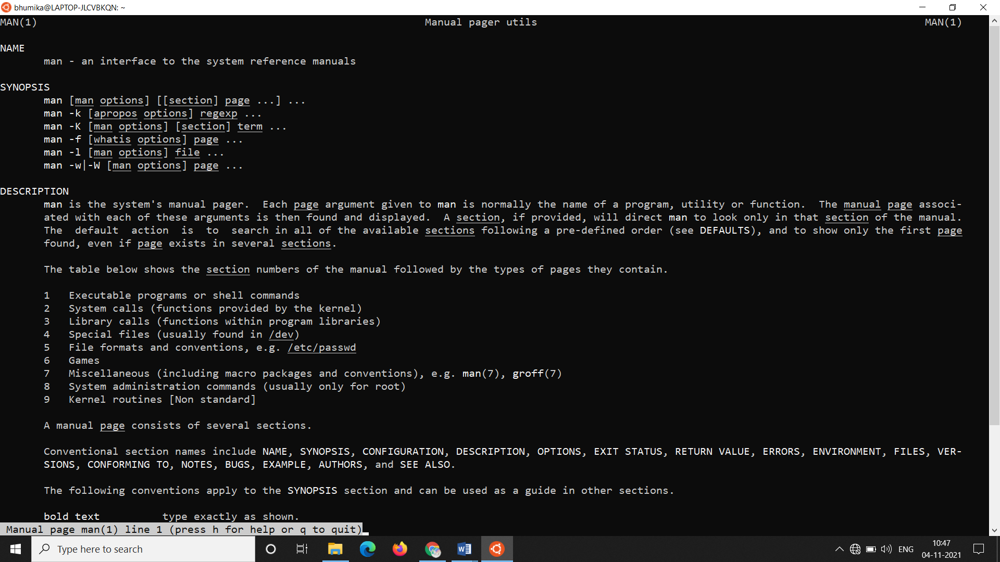 bhumika@LAPTOP-JLCVBKQN: ~
MAN(1) Manual pager utils MAN(1)
NAME
man - an interface to the system reference manuals
SYNOPSIS
man [man options] [[section] page ...] ...
man -k [apropos options] regexp ...
man -K [man options] [section] term ...
man -f [whatis options] page ...
man -l [man options] file ...
man -w|-W [man options] page ...
DESCRIPTION
man is the system's manual pager. Each page argument given to man is normally the name of a program, utility or function. The manual page associ-
ated with each of these arguments is then found and displayed. A section, if provided, will direct man to look only in that section of the manual.
The default action is to search in all of the available sections following a pre-defined order (see DEFAULTS), and to show only the first page
found, even if page exists in several sections.
The table below shows the section numbers of the manual followed by the types of pages they contain.
1 Executable programs or shell commands
2 System calls (functions provided by the kernel)
3 Library calls (functions within program libraries)
4 Special files (usually found in /dev)
5 File formats and conventions, e.g. /etc/passwd
6 Games
7 Miscellaneous (including macro packages and conventions), e.g. man(7), groff(7)
8 System administration commands (usually only for root)
9 Kernel routines [Non standard]
A manual page consists of several sections.
Conventional section names include NAME, SYNOPSIS, CONFIGURATION, DESCRIPTION, OPTIONS, EXIT STATUS, RETURN VALUE, ERRORS, ENVIRONMENT, FILES, VER-
SIONS, CONFORMING TO, NOTES, BUGS, EXAMPLE, AUTHORS, and SEE ALSO.
The following conventions apply to the SYNOPSIS section and can be used as a guide in other sections.
bold text type exactly as shown.
Manual page man(1) line 1 (press h for help or q to quit)
Type here to search
ENG
10:47
04-11-2021